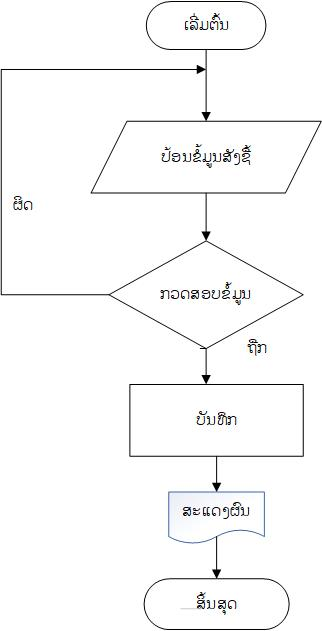 ເລີ່ມຕົ້ນ
ປ້ອນຂໍ້ມູນສັ່ງຊື້
ຜິດ
ກວດສອບຂໍ້ມູນ
ຖືກ
ບັນທຶກ
ສະແດງຜົນ
ສິ້ນສຸດ